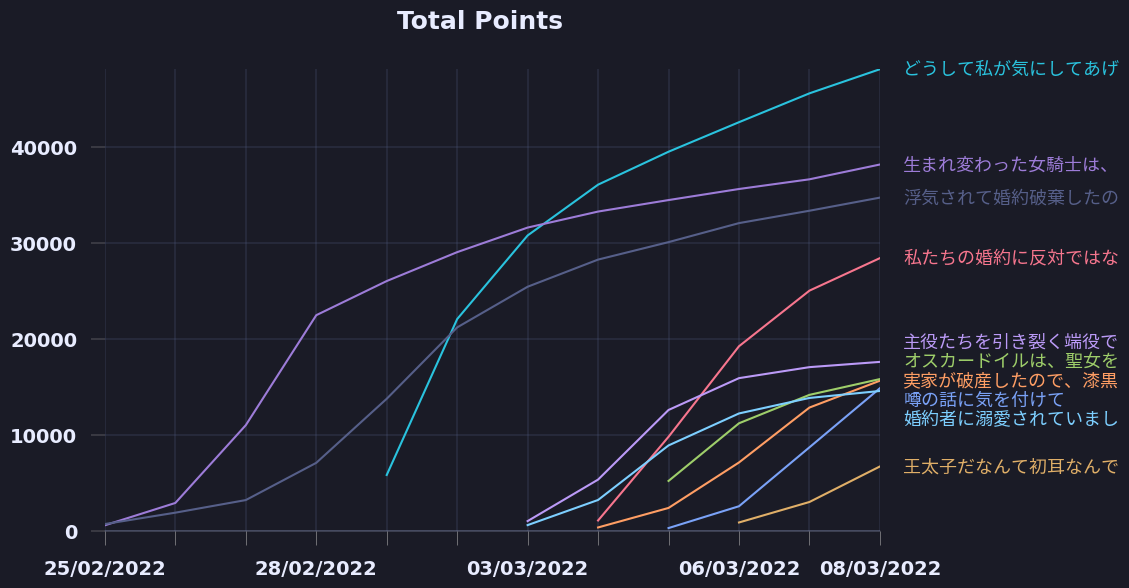 Total Points
どうして私が気にしてあげ
生まれ変わった女騎士は、
40000
浮気されて婚約破棄したの
30000
私たちの婚約に反対ではな
20000
主役たちを引き裂く端役で
オスカードイルは、聖女を
実家が破産したので、漆黒
噂の話に気を付けて
婚約者に溺愛されていまし
10000
王太子だなんて初耳なんで
0
25/02/2022 28/02/2022 03/03/2022 06/03/2022 08/03/2022